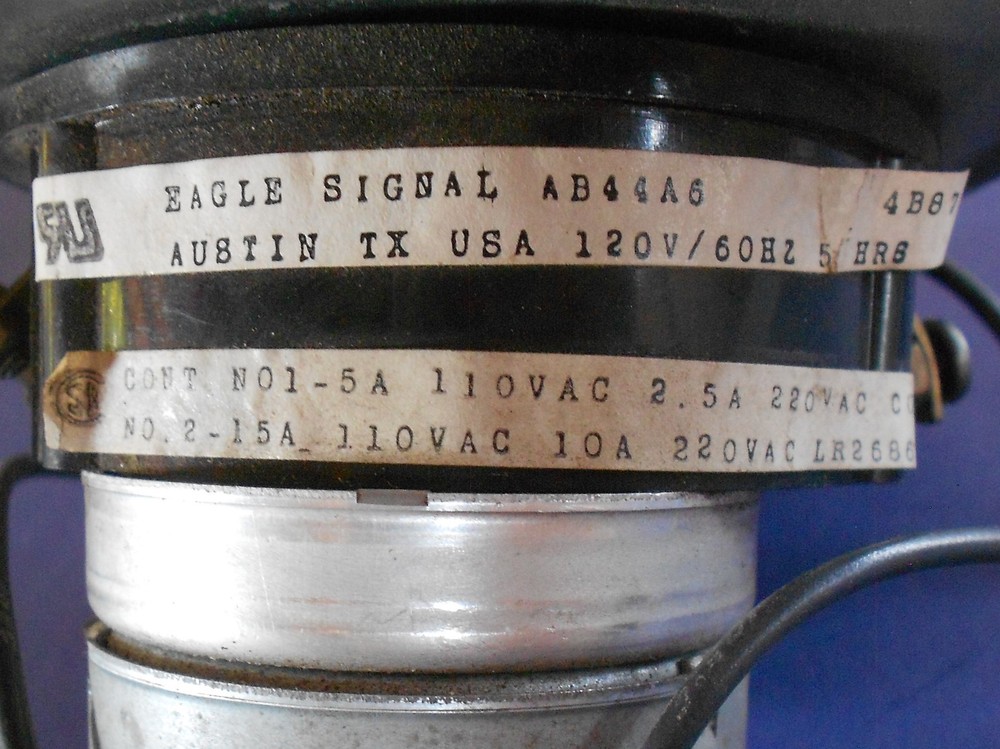 EAGLE SIGNAL AB44A6 4B87
AUSTIN TX USA 120V/60HZ 5 HRS
CONT NO1-5A 110VAC 2.5A 220VAC
NO.2-15A 110VAC 10A 220VAC LR2686